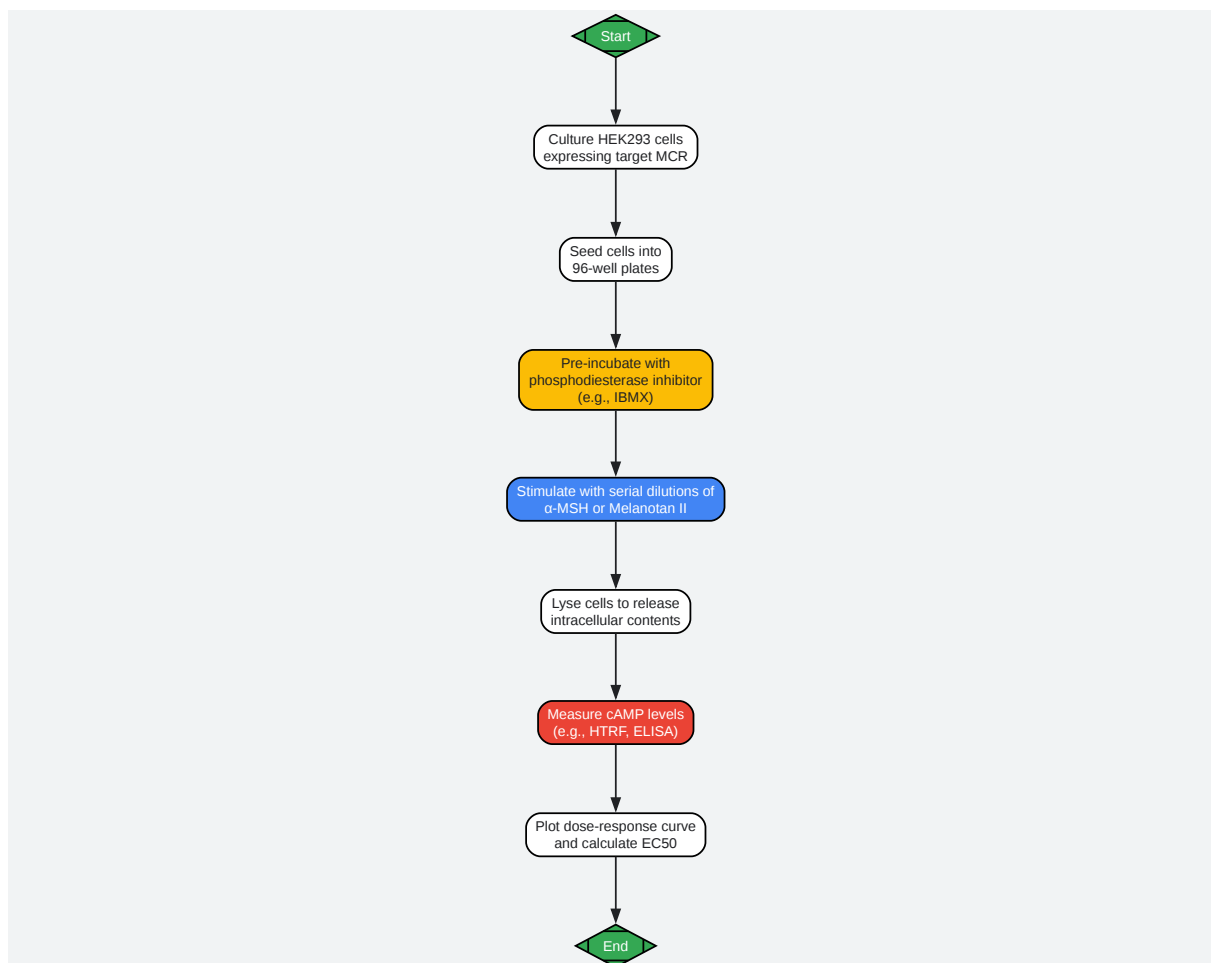 Start
Culture HEK293 cells
expressing target MCR
Seed cells into
96-well plates
Pre-incubate with
phosphodiesterase inhibitor
(e.g., IBMX)
Stimulate with serial dilutions of
α-MSH or Melanotan II
Lyse cells to release
intracellular contents
Measure cAMP levels
(e.g., HTRF, ELISA)
Plot dose-response curve
and calculate EC50
End